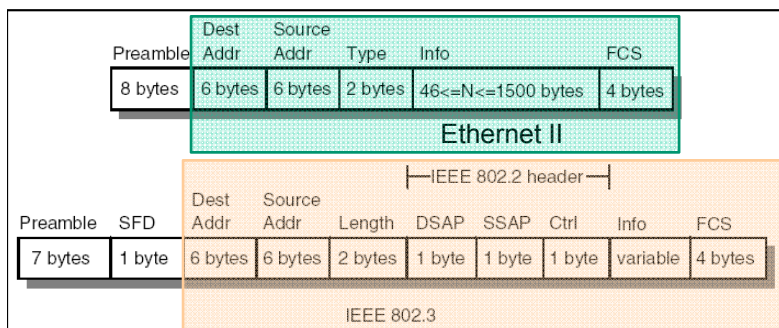 Dest Source
Preamble Addr Addr Type Info FCS
8 bytes 6 bytes 6 bytes 2 bytes 46<=N<=1500 bytes 4 bytes
Ethernet II
IEEE 802.2 header
Dest Source
Preamble SFD Addr Addr Length DSAP SSAP Ctrl Info FCS
7 bytes 1 byte 6 bytes 6 bytes 2 bytes 1 byte 1 byte 1 byte variable 4 bytes
IEEE 802.3